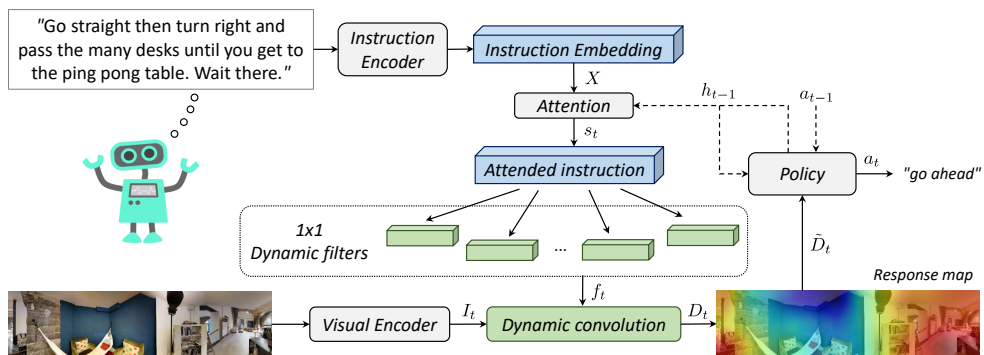 "Go straight then turn right and
pass the many desks until you get to
the ping pong table. Wait there."
Instruction
Encoder
Instruction Embedding
X
Attention
h_{t-1}
a_{t-1}
s_t
Attended instruction
Policy
a_t
"go ahead"
1x1
Dynamic filters
...
D̃_t
Response map
f_t
Visual Encoder
I_t
Dynamic convolution
D_t